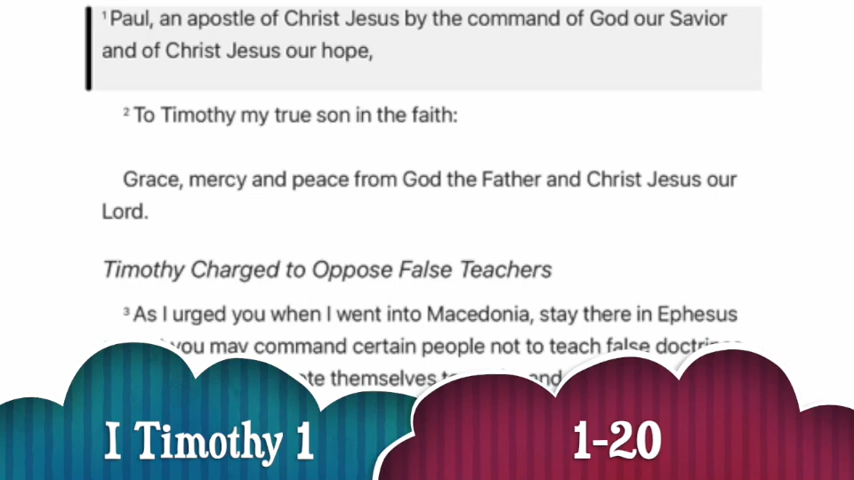 ¹Paul, an apostle of Christ Jesus by the command of God our Savior
and of Christ Jesus our hope,
² To Timothy my true son in the faith:
Grace, mercy and peace from God the Father and Christ Jesus our
Lord.
Timothy Charged to Oppose False Teachers
³ As I urged you when I went into Macedonia, stay there in Ephesus
you may command certain people not to teach false
themselves
I Timothy 1
1-20